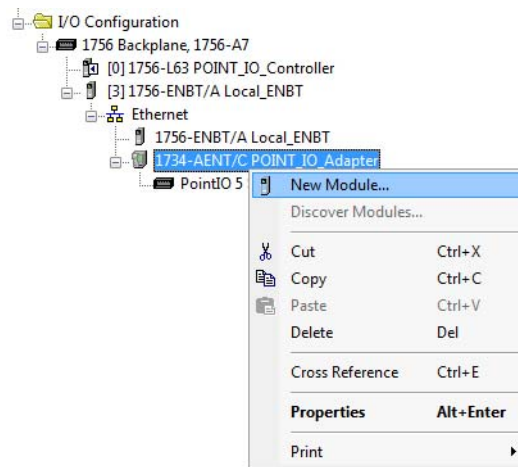 I/O Configuration
1756 Backplane, 1756-A7
[0] 1756-L63 POINT_IO_Controller
[3] 1756-ENBT/A Local_ENBT
Ethernet
1756-ENBT/A Local_ENBT
1734-AENT/C POINT_IO_Adapter
PointIO 5
New Module...
Discover Modules...
Cut Ctrl+X
Copy Ctrl+C
Paste Ctrl+V
Delete Del
Cross Reference Ctrl+E
Properties Alt+Enter
Print